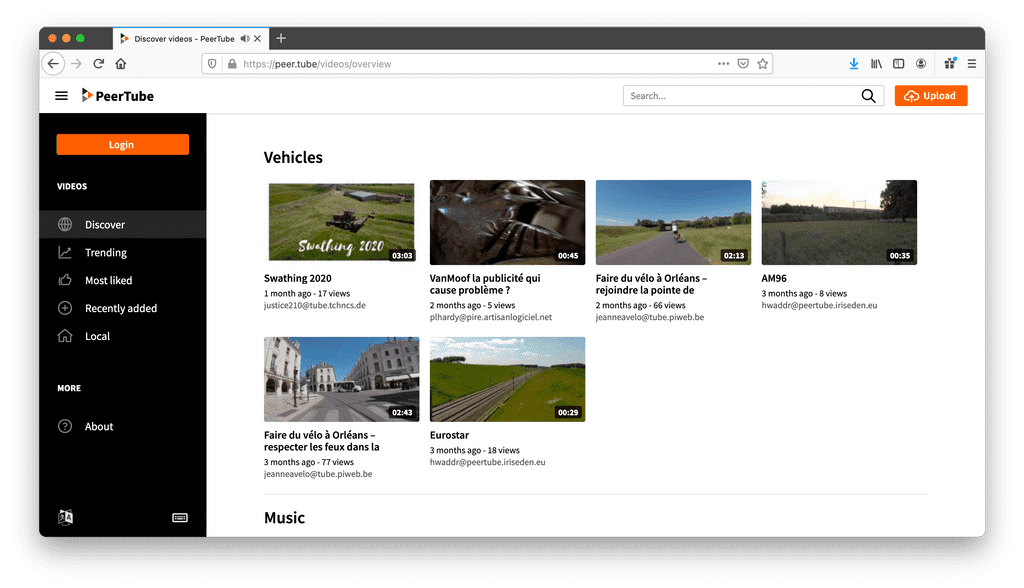 Discover videos - PeerTube
https://peer.tube/videos/overview
PeerTube
Search...
Upload
Login
VIDEOS
Discover
Trending
Most liked
Recently added
Local
MORE
About
Vehicles
Swathing 2020
03:03
00:45
02:13
00:35
Swathing 2020
1 month ago - 17 views
justice210@tube.tchncs.de
VanMoof la publicité qui
cause problème ?
2 months ago - 5 views
plhardy@pire.artisanlogiciel.net
Faire du vélo à Orléans –
rejoindre la pointe de
2 months ago - 66 views
jeanneavelo@tube.piweb.be
AM96
3 months ago - 8 views
hwaddr@peertube.iriseden.eu
02:43
00:29
Faire du vélo à Orléans –
respecter les feux dans la
3 months ago - 77 views
jeanneavelo@tube.piweb.be
Eurostar
3 months ago - 18 views
hwaddr@peertube.iriseden.eu
Music